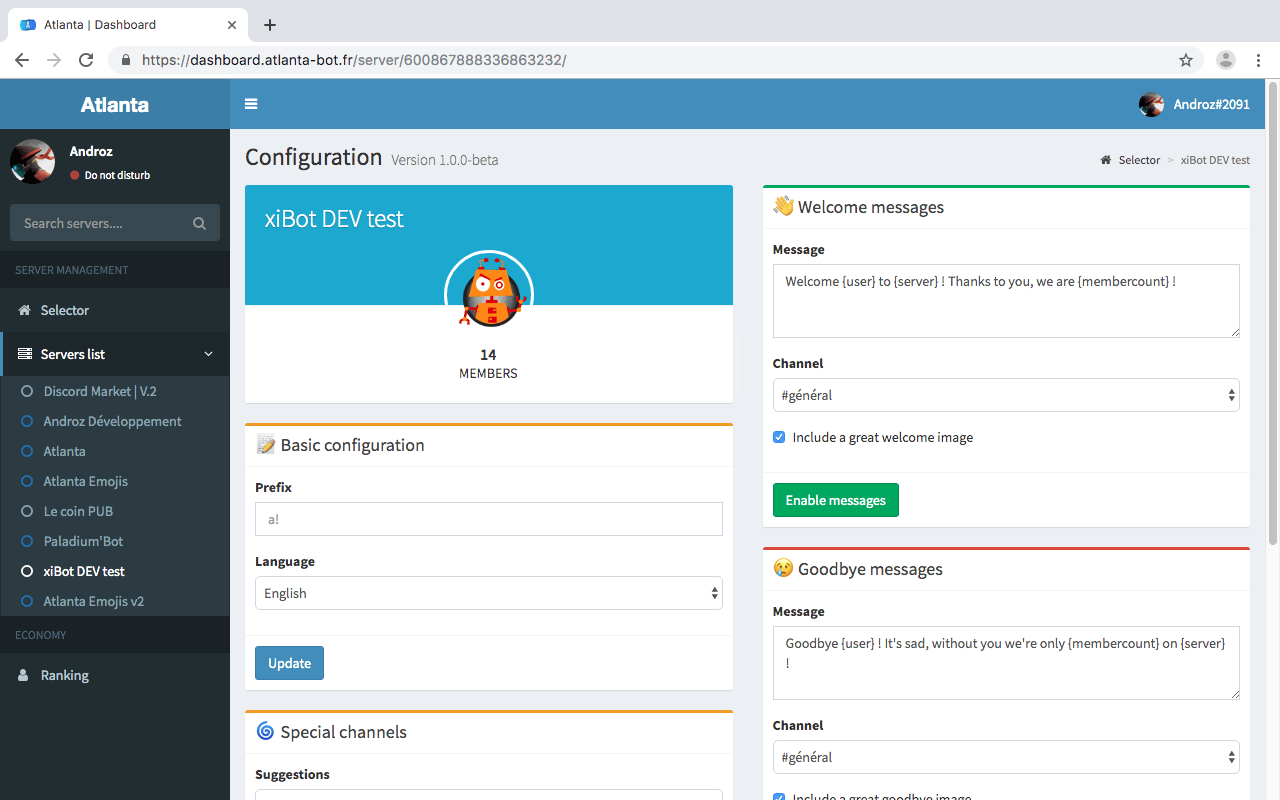 Atlanta | Dashboard
https://dashboard.atlanta-bot.fr/server/600867888336863232/
Atlanta
Androz#2091
Androz
Do not disturb
Search servers....
SERVER MANAGEMENT
Selector
Servers list
Discord Market | V.2
Androz Développement
Atlanta
Atlanta Emojis
Le coin PUB
Paladium'Bot
xiBot DEV test
Atlanta Emojis v2
ECONOMY
Ranking
Configuration Version 1.0.0-beta
Selector > xiBot DEV test
xiBot DEV test
14
MEMBERS
Basic configuration
Prefix
a!
Language
English
Update
Special channels
Suggestions
Welcome messages
Message
Welcome {user} to {server} ! Thanks to you, we are {membercount} !
Channel
#général
Include a great welcome image
Enable messages
Goodbye messages
Message
Goodbye {user} ! It's sad, without you we're only {membercount} on {server}
!
Channel
#général
Include a great goodbye image